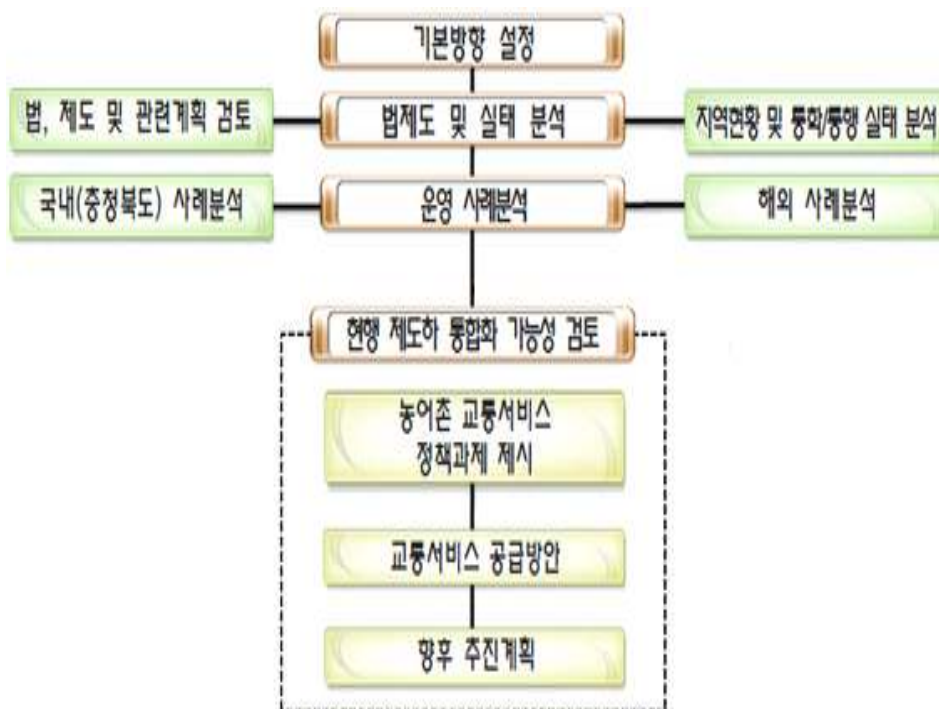 기본방향 설정
법, 제도 및 관련계획 검토
법제도 및 실태 분석
지역현황 및 통화/통행 실태 분석
국내(충청북도) 사례분석
운영 사례분석
해외 사례분석
현행 제도하 통합화 가능성 검토
농어촌 교통서비스
정책과제 제시
교통서비스 공급방안
향후 추진계획